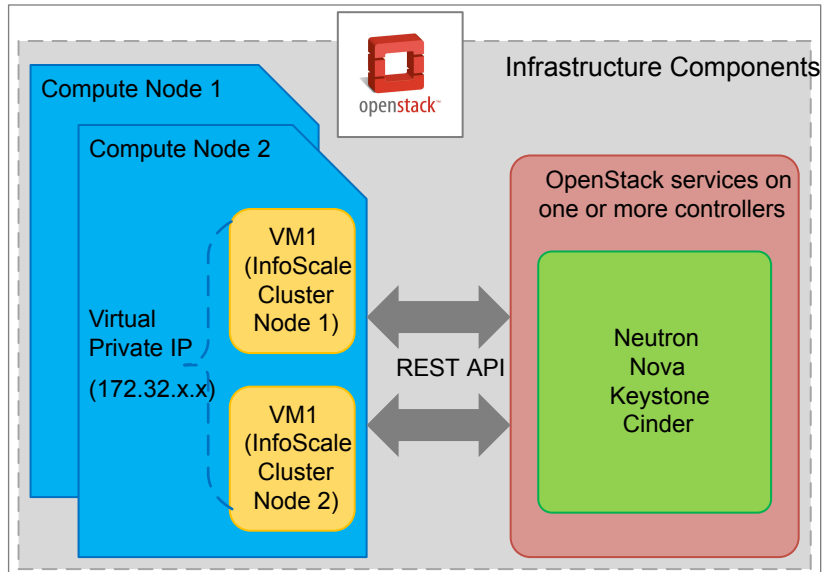 openstack™
Infrastructure Components
Compute Node 1
Compute Node 2
VM1
(InfoScale
Cluster
Node 1)
Virtual
Private IP
(172.32.x.x)
VM1
(InfoScale
Cluster
Node 2)
REST API
OpenStack services on
one or more controllers
Neutron
Nova
Keystone
Cinder